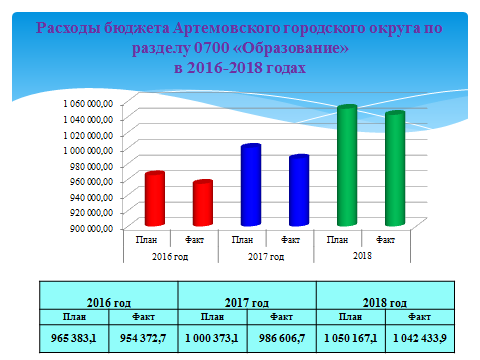 Расходы бюджета Артемовского городского округа по
разделу 0700 «Образование»
в 2016-2018 годах
1 060 000,00
1 040 000,00
1 020 000,00
1 000 000,00
980 000,00
960 000,00
940 000,00
920 000,00
900 000,00
План Факт План Факт План Факт
2016 год 2017 год 2018
2016 год 2017 год 2018 год
План Факт План Факт План Факт
965 383,1 954 372,7 1 000 373,1 986 606,7 1 050 167,1 1 042 433,9